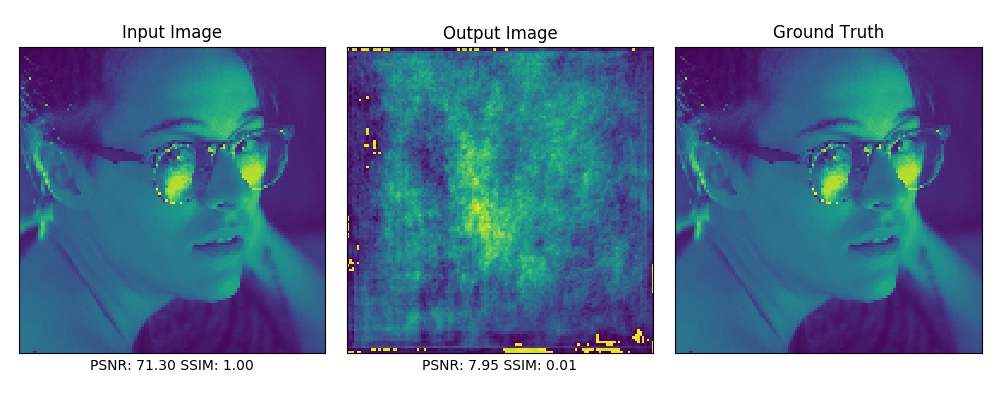 Input Image
Output Image
Ground Truth
PSNR: 71.30 SSIM: 1.00
PSNR: 7.95 SSIM: 0.01